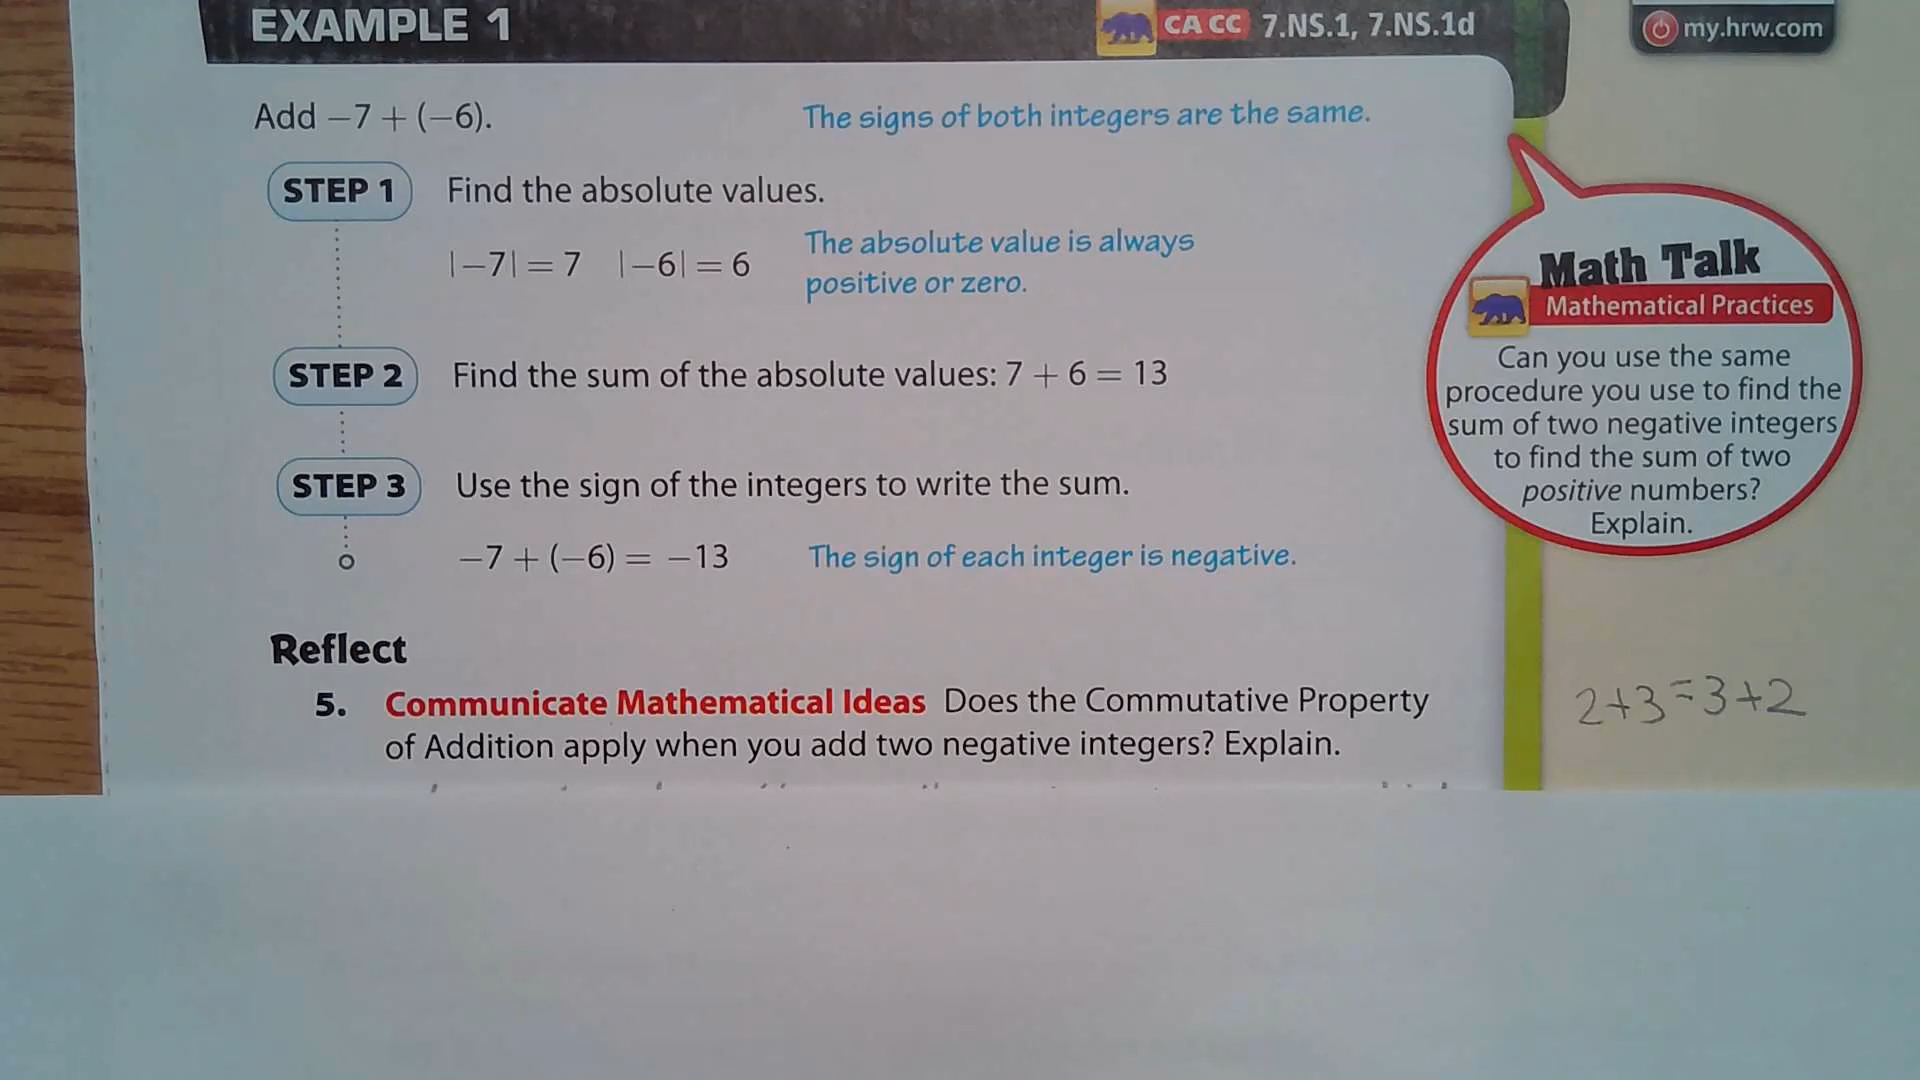 EXAMPLE 1
CA CC 7.NS.1, 7.NS.1d
my.hrw.com
Add −7 + (−6).
The signs of both integers are the same.
STEP 1 Find the absolute values.
|−7| = 7 |−6| = 6
The absolute value is always
positive or zero.
STEP 2 Find the sum of the absolute values: 7 + 6 = 13
STEP 3 Use the sign of the integers to write the sum.
−7 + (−6) = −13
The sign of each integer is negative.
Math Talk
Mathematical Practices
Can you use the same
procedure you use to find the
sum of two negative integers
to find the sum of two
positive numbers?
Explain.
Reflect
5. Communicate Mathematical Ideas Does the Commutative Property
of Addition apply when you add two negative integers? Explain.
2+3=3+2